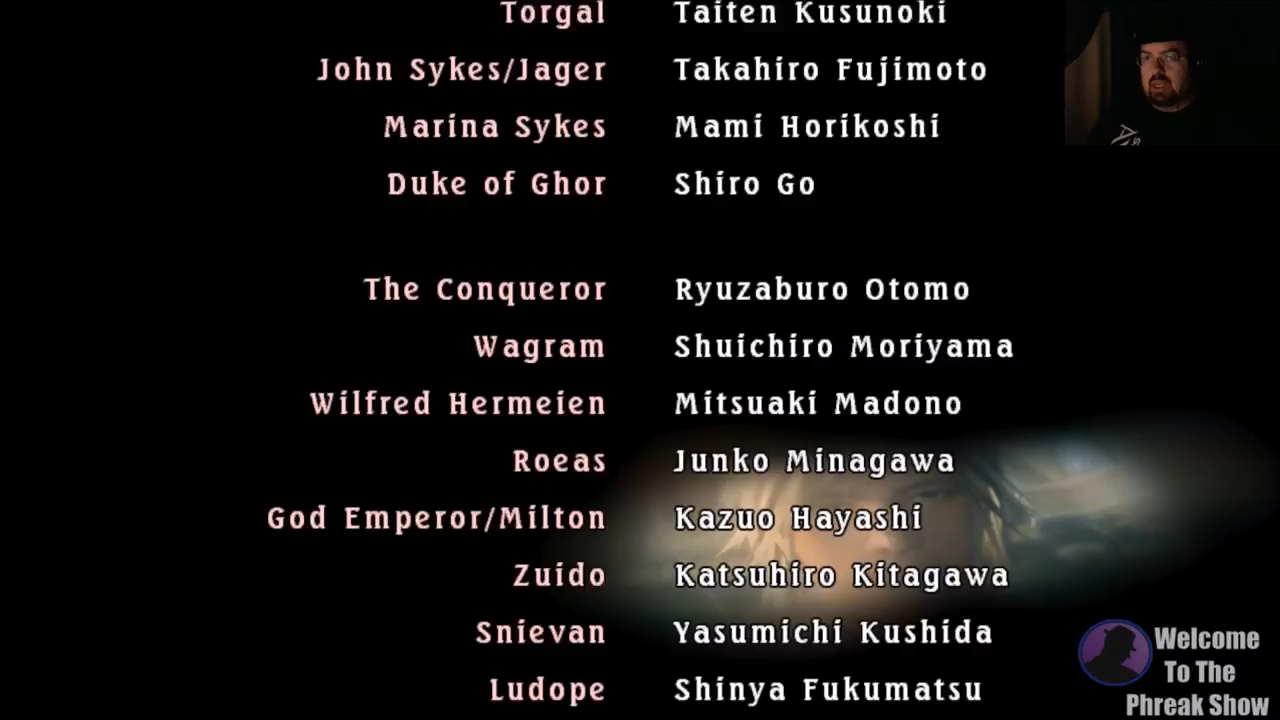 Torgal Taiten Kusunoki
John Sykes/Jager Takahiro Fujimoto
Marina Sykes Mami Horikoshi
Duke of Ghor Shiro Go
The Conqueror Ryuzaburo Otomo
Wagram Shuichiro Moriyama
Wilfred Hermeien Mitsuaki Madono
Roeas Junko Minagawa
God Emperor/Milton Kazuo Hayashi
Zuido Katsuhiro Kitagawa
Snievan Yasumichi Kushida
Ludope Shinya Fukumatsu
Welcome
To The
Phreak Show